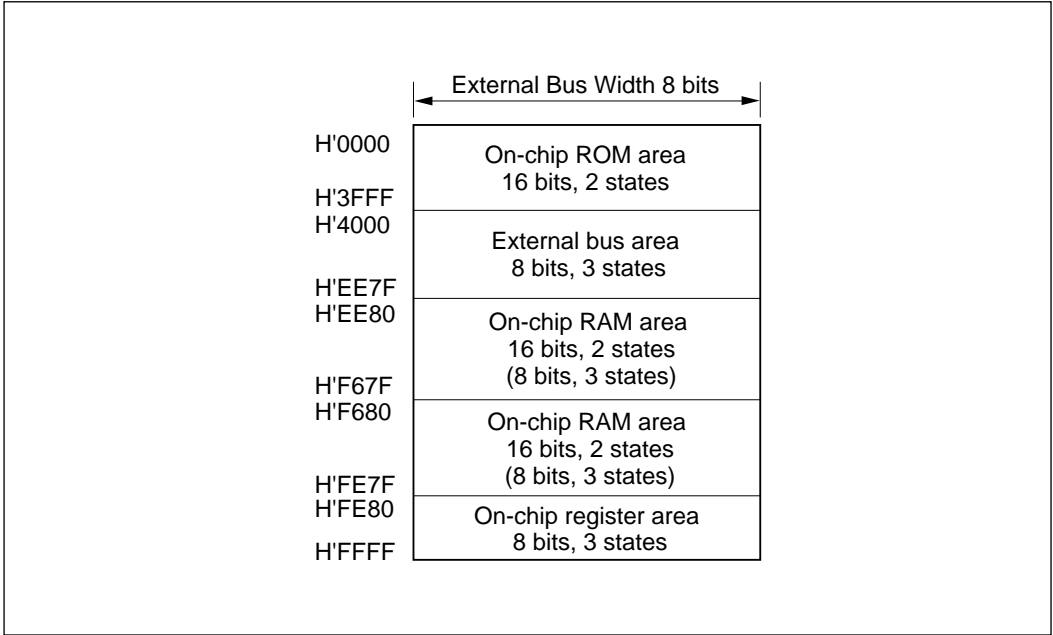 External Bus Width 8 bits
H'0000
On-chip ROM area
16 bits, 2 states
H'3FFF
H'4000
External bus area
8 bits, 3 states
H'EE7F
H'EE80
On-chip RAM area
16 bits, 2 states
(8 bits, 3 states)
H'F67F
H'F680
On-chip RAM area
16 bits, 2 states
(8 bits, 3 states)
H'FE7F
H'FE80
On-chip register area
8 bits, 3 states
H'FFFF